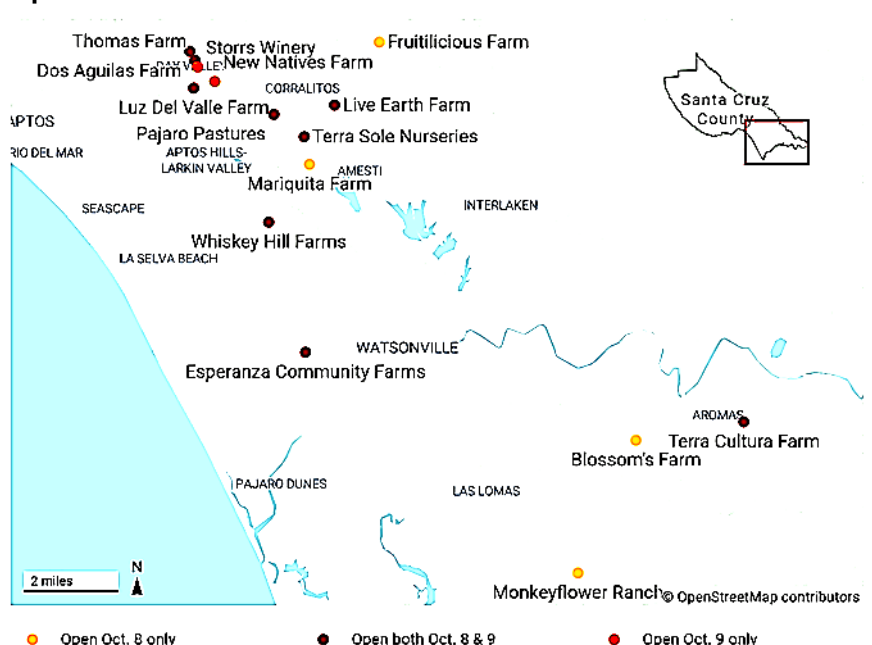 Thomas Farm
Storrs Winery
Fruitilicious Farm
Dos Aguilas Farm
New Natives Farm
CORRALITOS
Santa Cruz
County
Luz Del Valle Farm
Live Earth Farm
APTOS
Pajaro Pastures
Terra Sole Nurseries
RIO DEL MAR
APTOS HILLS-
LARKIN VALLEY
AMESTI
Mariquita Farm
SEASCAPE
INTERLAKEN
Whiskey Hill Farms
LA SELVA BEACH
WATSONVILLE
Esperanza Community Farms
AROMAS
Terra Cultura Farm
Blossom's Farm
PAJARO DUNES
LAS LOMAS
N
2 miles
Monkeyflower Ranch
© OpenStreetMap contributors
Open Oct. 8 only
Open both Oct. 8 & 9
Open Oct. 9 only